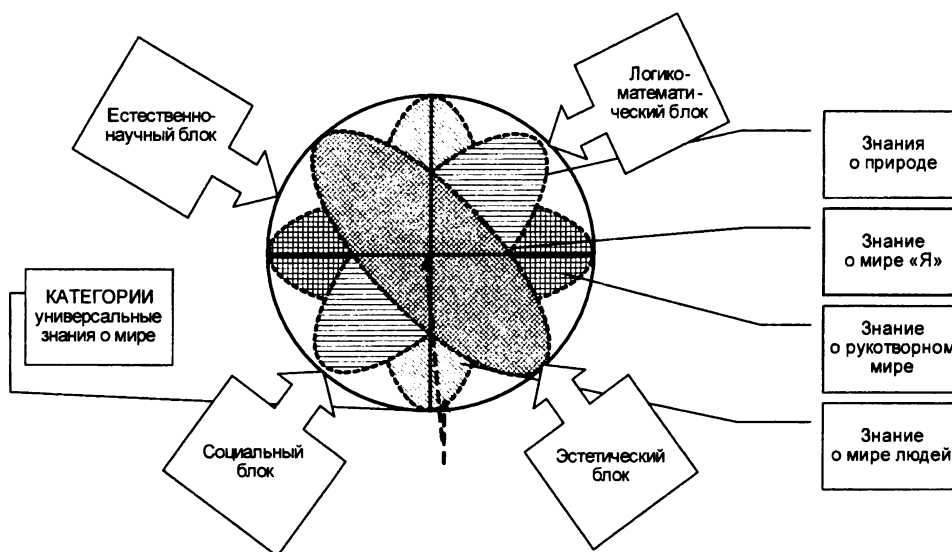 Естественно-
научный блок
Логико-
математи-
ческий блок
Знания
о природе
Знание
о мире «Я»
КАТЕГОРИИ
универсальные
знания о мире
Знание
о рукотворном
мире
Социальный
блок
Эстетический
блок
Знание
о мире людей